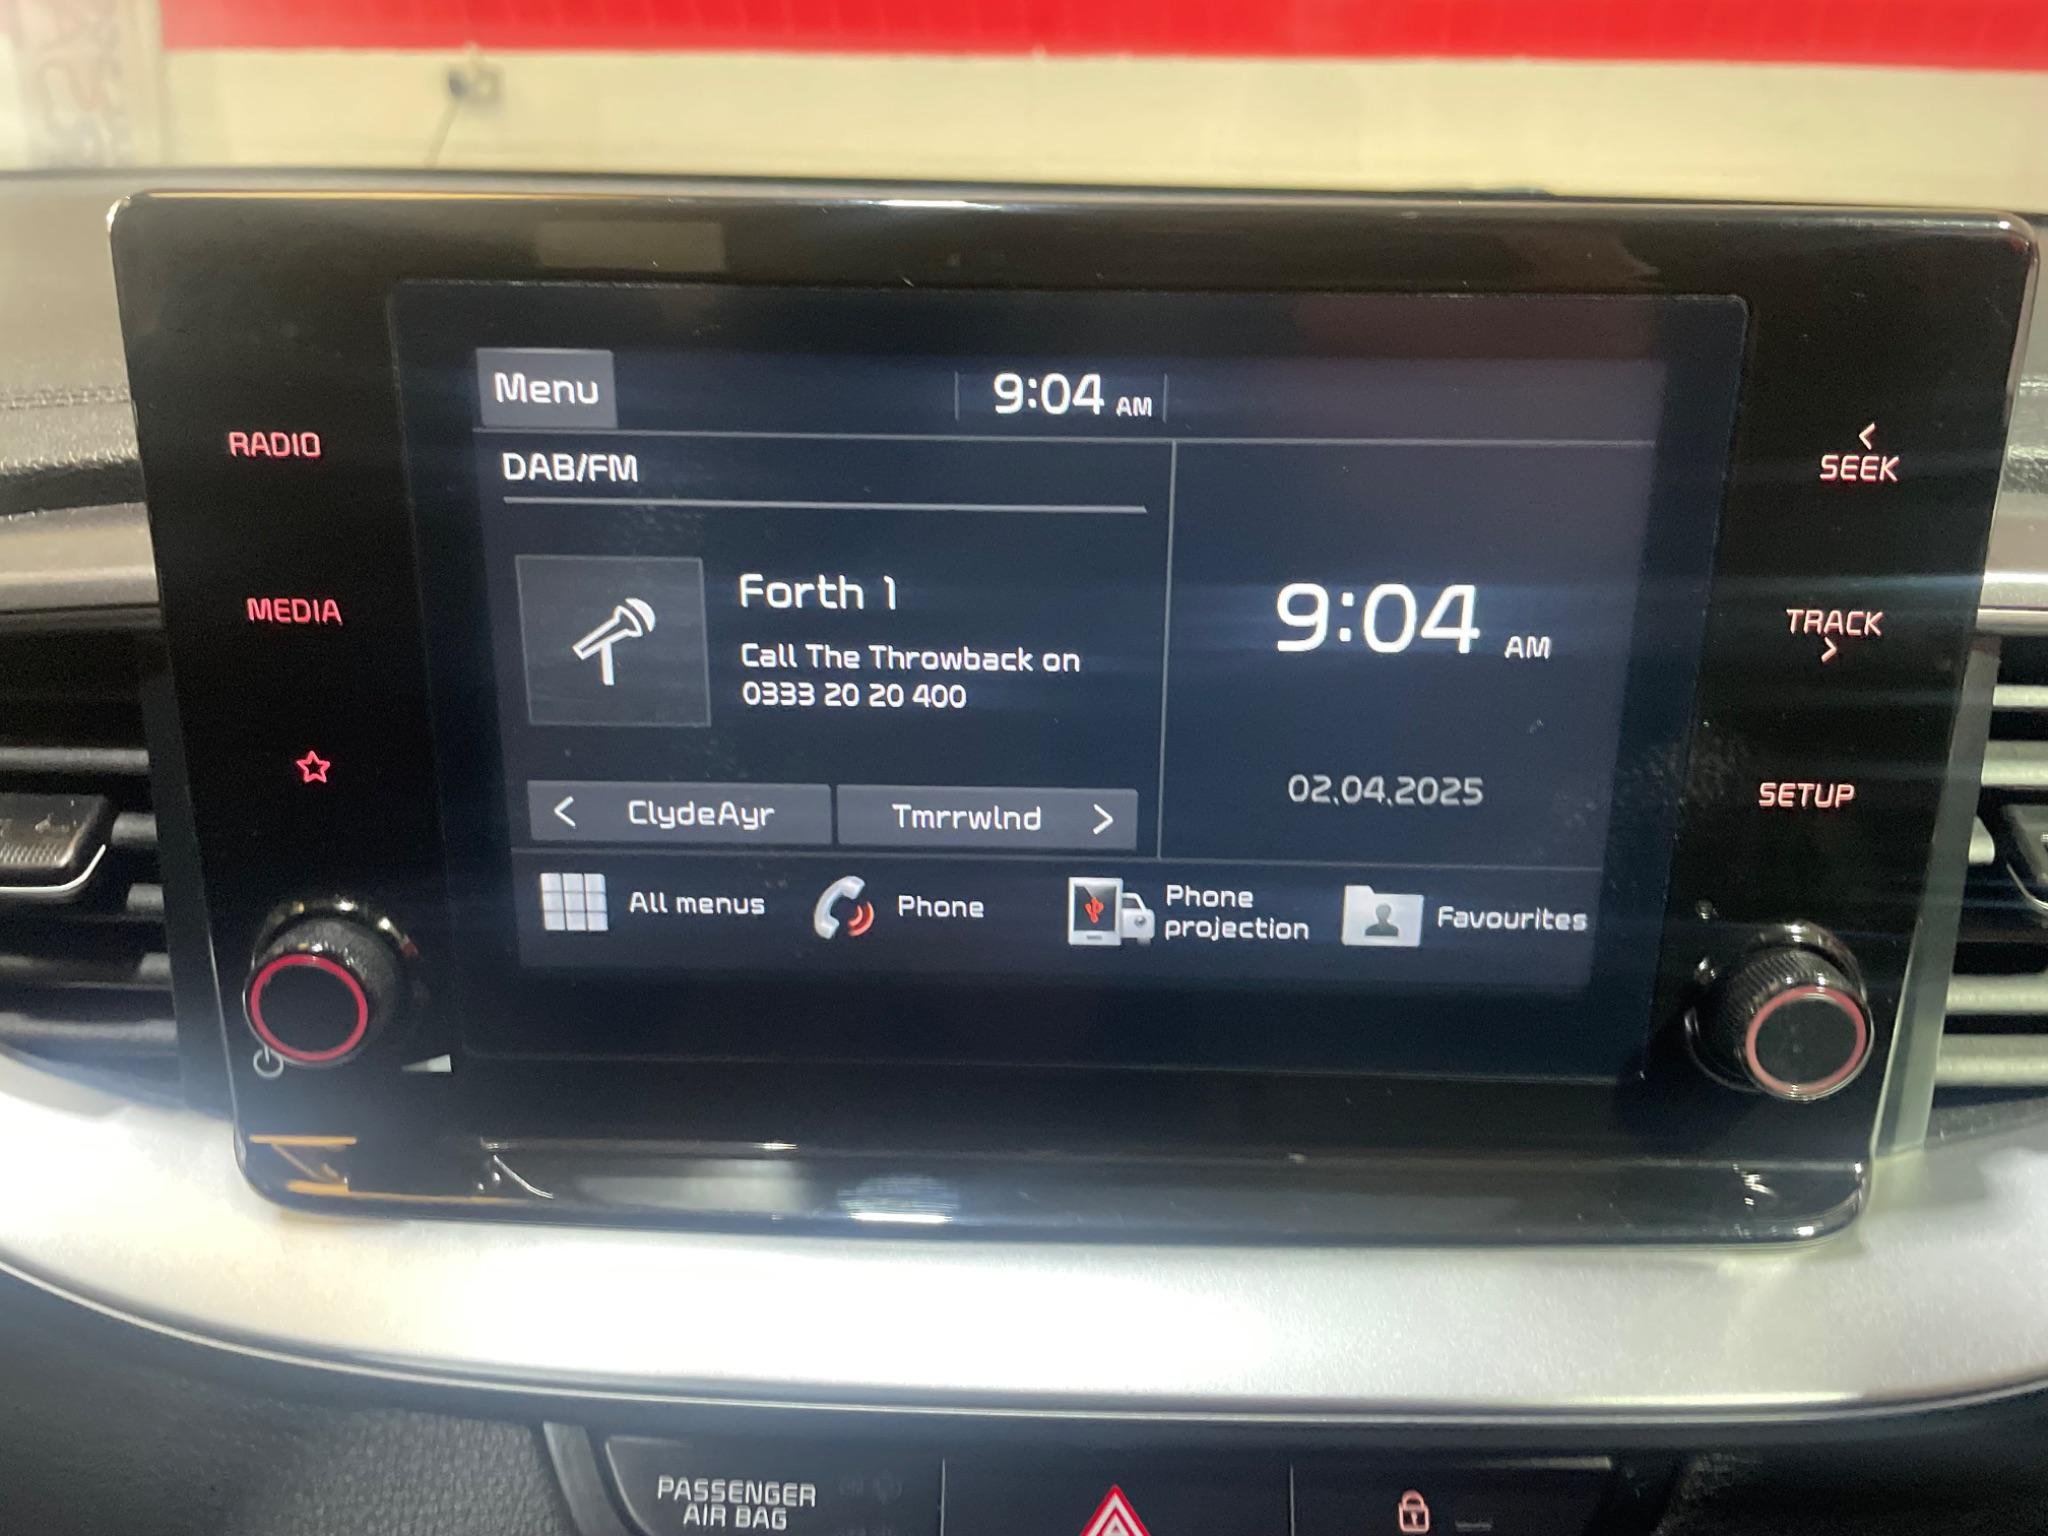 Menu
9:04 AM
RADIO
DAB/FM
< SEEK
MEDIA
Forth 1
Call The Throwback on
0333 20 20 400
9:04 AM
TRACK >
02.04.2025
SETUP
< ClydeAyr
Tmrrwlnd >
All menus
Phone
Phone
projection
Favourites
PASSENGER
AIR BAG